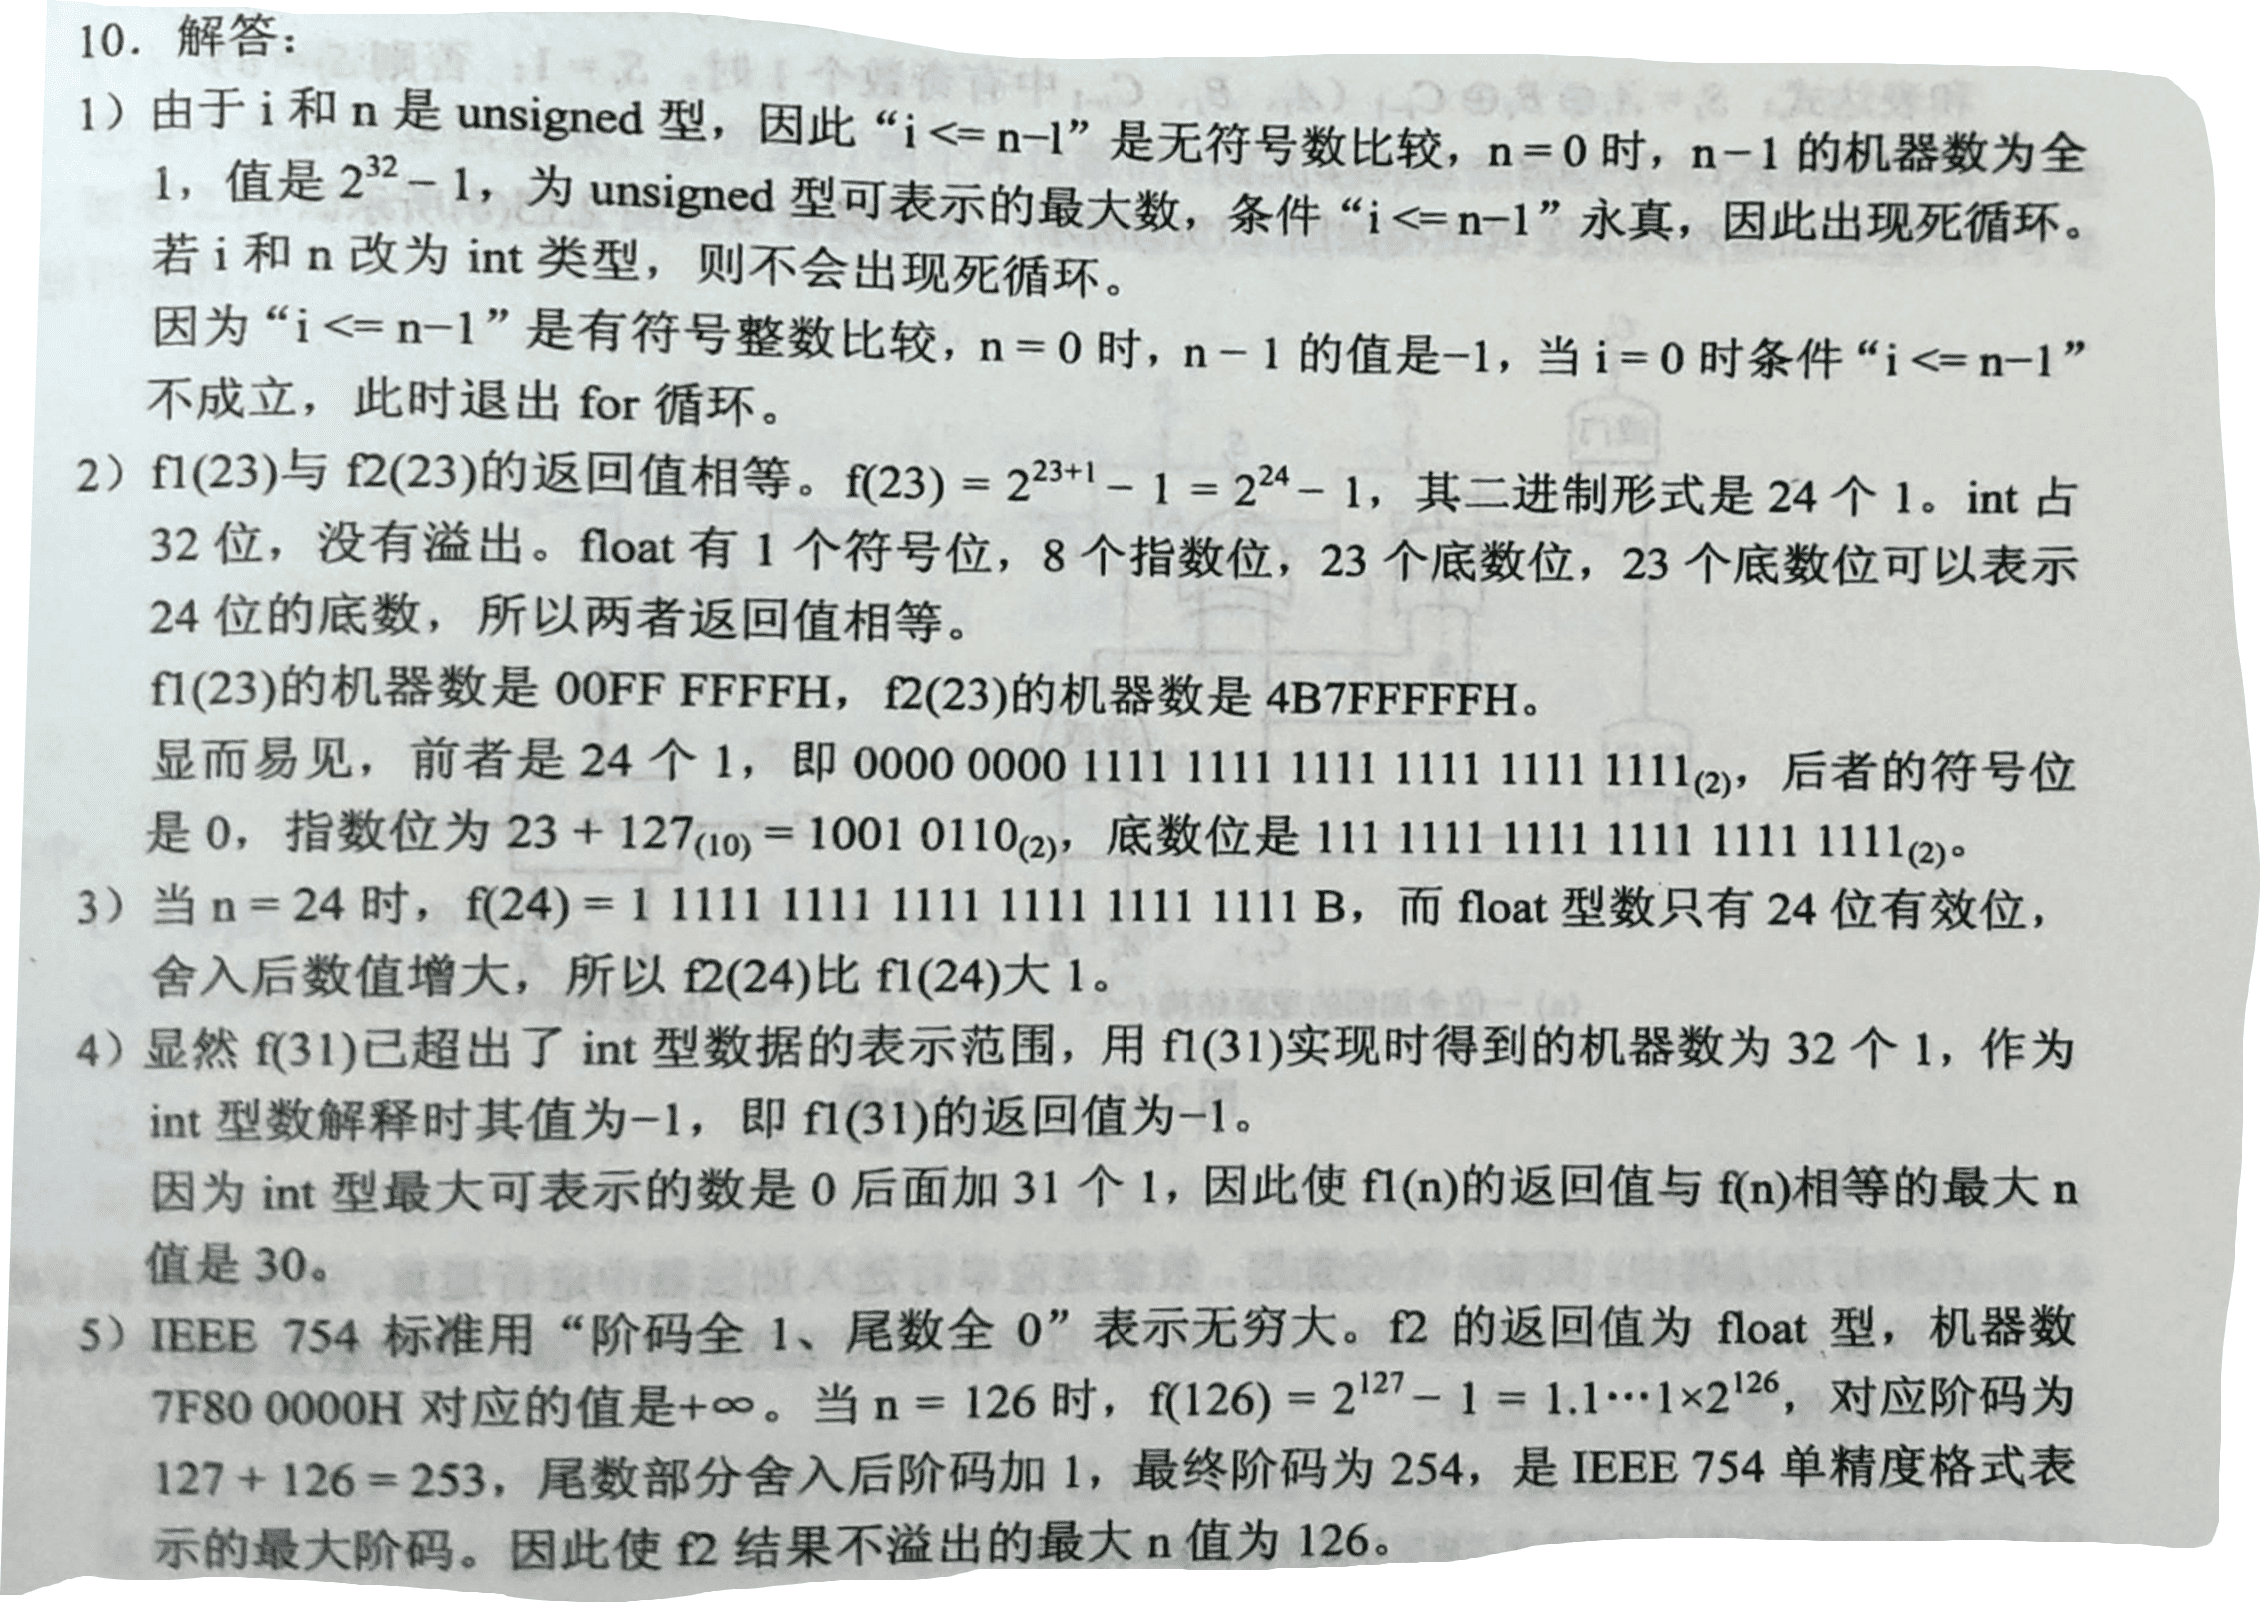 10. 解答：
1）由于 i 和 n 是 unsigned 型，因此“i <= n−1”是无符号数比较，n = 0 时，n − 1 的机器数为全
1，值是 2³² − 1，为 unsigned 型可表示的最大数，条件“i <= n−1”永真，因此出现死循环。
若 i 和 n 改为 int 类型，则不会出现死循环。
因为“i <= n−1”是有符号整数比较，n = 0 时，n − 1 的值是−1，当 i = 0 时条件“i <= n−1”
不成立，此时退出 for 循环。
2）f1(23)与 f2(23)的返回值相等。f(23) = 2²³⁺¹ − 1 = 2²⁴ − 1，其二进制形式是 24 个 1。int 占
32 位，没有溢出。float 有 1 个符号位，8 个指数位，23 个底数位，23 个底数位可以表示
24 位的底数，所以两者返回值相等。
f1(23)的机器数是 00FF FFFFH，f2(23)的机器数是 4B7FFFFFH。
显而易见，前者是 24 个 1，即 0000 0000 1111 1111 1111 1111 1111 1111₍₂₎，后者的符号位
是 0，指数位为 23 + 127₍₁₀₎ = 1001 0110₍₂₎，底数位是 111 1111 1111 1111 1111 1111₍₂₎。
3）当 n = 24 时，f(24) = 1 1111 1111 1111 1111 1111 1111 B，而 float 型数只有 24 位有效位，
舍入后数值增大，所以 f2(24)比 f1(24)大 1。
4）显然 f(31)已超出了 int 型数据的表示范围，用 f1(31)实现时得到的机器数为 32 个 1，作为
int 型数解释时其值为−1，即 f1(31)的返回值为−1。
因为 int 型最大可表示的数是 0 后面加 31 个 1，因此使 f1(n)的返回值与 f(n)相等的最大 n
值是 30。
5）IEEE 754 标准用“阶码全 1、尾数全 0”表示无穷大。f2 的返回值为 float 型，机器数
7F80 0000H 对应的值是+∞。当 n = 126 时，f(126) = 2¹²⁷ − 1 = 1.1⋯1×2¹²⁶，对应阶码为
127 + 126 = 253，尾数部分舍入后阶码加 1，最终阶码为 254，是 IEEE 754 单精度格式表
示的最大阶码。因此使 f2 结果不溢出的最大 n 值为 126。